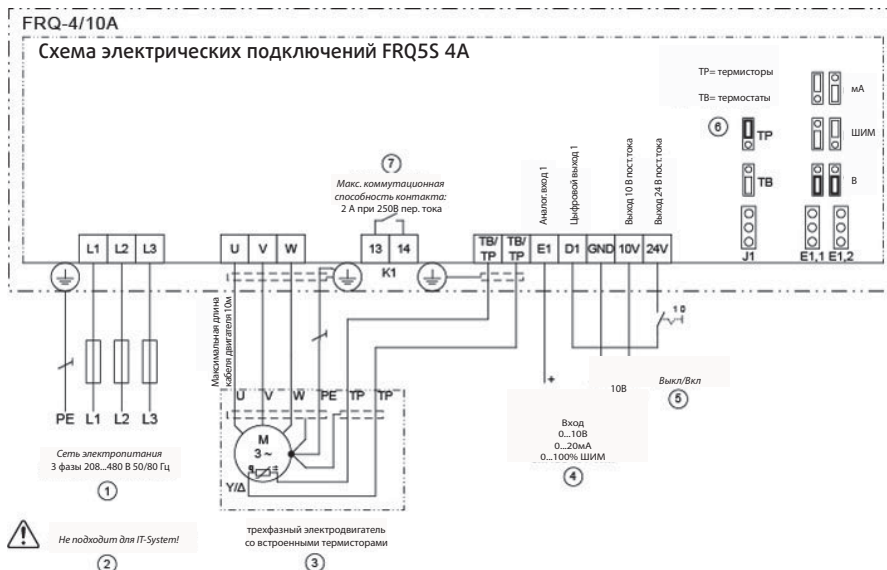 FRQ-4/10A
Схема электрических подключений FRQ5S 4A
TP= термисторы
TB= термостаты
мА
ШИМ
В
6
TP
TB
J1
E1,1 E1,2
7
Макс. коммутационная
способность контакта:
2 А при 250В пер. тока
Аналог. вход 1
Цифровой выход 1
Выход 10 В пост.тока
Выход 24 В пост.тока
L1 L2 L3
U V W
13 14
K1
TB/TP TB/TP E1 D1 GND 10V 24V
Максимальная длина
кабеля двигателя 10м
1 0
U V W PE TP TP
M
3 ~
Y/Δ
PE L1 L2 L3
Сеть электропитания
3 фазы 208...480 В 50/80 Гц
1
Не подходит для IT-System!
2
трехфазный электродвигатель
со встроенными термисторами
3
+
Вход
0...10В
0...20мА
0...100% ШИМ
4
10В
Выкл/Вкл
5